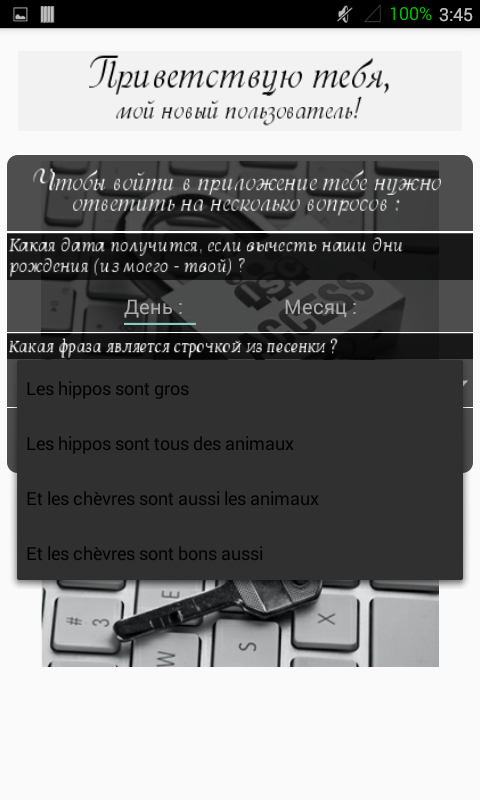 100% 3:45
Приветствую тебя,
мой новый пользователь!
Чтобы войти в приложение тебе нужно
ответить на несколько вопросов :
Какая дата получится, если вычесть наши дни
рождения (из моего - твой) ?
ACCESS
День : Месяц :
Какая фраза является строчкой из песенки ?
Les hippos sont gros
Les hippos sont tous des animaux
Et les chèvres sont aussi les animaux
Et les chèvres sont bons aussi
# 3 E X
W S